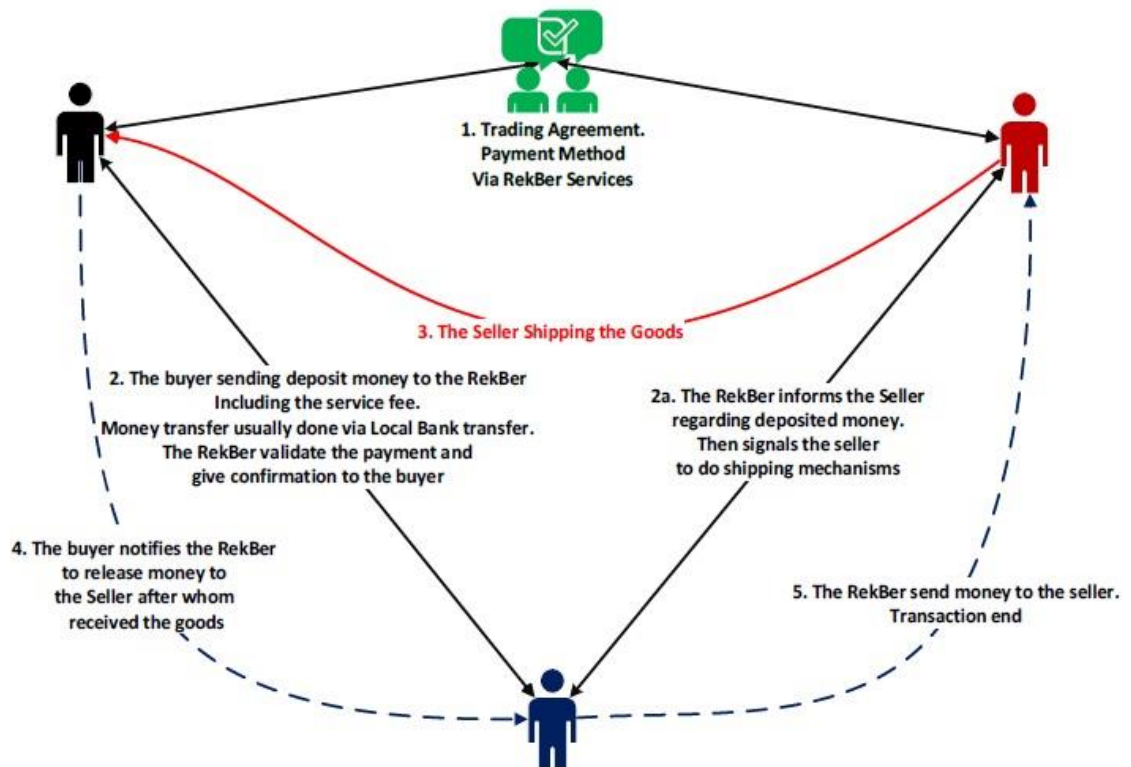 1. Trading Agreement.
Payment Method
Via RekBer Services
3. The Seller Shipping the Goods
2. The buyer sending deposit money to the RekBer
Including the service fee.
Money transfer usually done via Local Bank transfer.
The RekBer validate the payment and
give confirmation to the buyer
2a. The RekBer informs the Seller
regarding deposited money.
Then signals the seller
to do shipping mechanisms
4. The buyer notifies the RekBer
to release money to
the Seller after whom
received the goods
5. The RekBer send money to the seller.
Transaction end